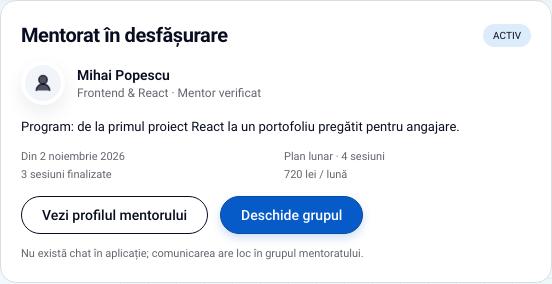 Mentorat în desfășurare
ACTIV
Mihai Popescu
Frontend & React · Mentor verificat
Program: de la primul proiect React la un portofoliu pregătit pentru angajare.
Din 2 noiembrie 2026
Plan lunar · 4 sesiuni
3 sesiuni finalizate
720 lei / lună
Vezi profilul mentorului
Deschide grupul
Nu există chat în aplicație; comunicarea are loc în grupul mentoratului.